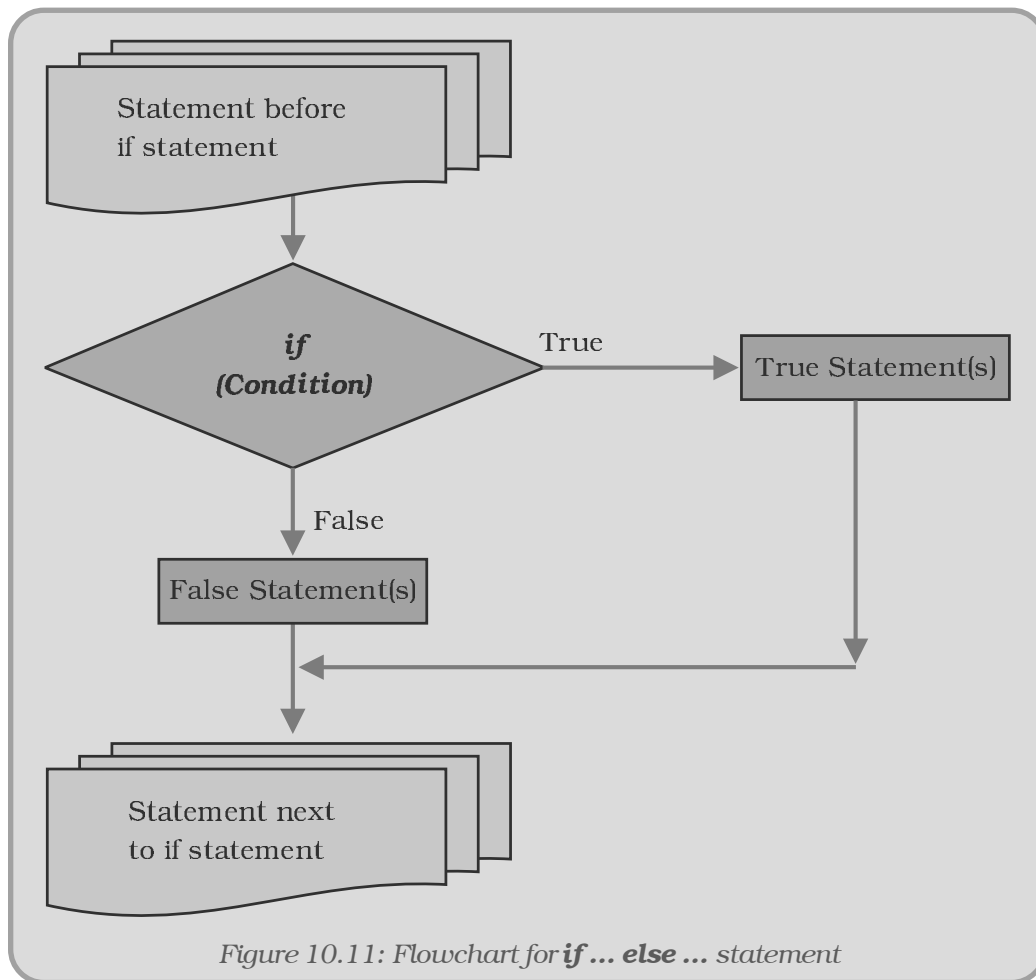 Statement before
if statement
if
(Condition)
True
True Statement(s)
False
False Statement(s)
Statement next
to if statement
Figure 10.11: Flowchart for if ... else ... statement